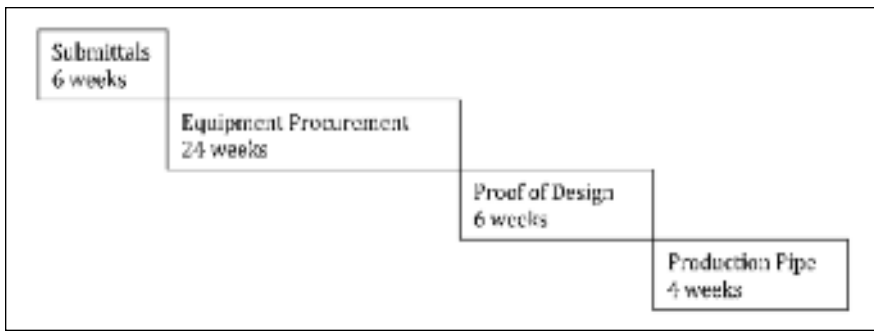 Submittals
6 weeks
Equipment Procurement
24 weeks
Proof of Design
6 weeks
Production Pipe
4 weeks